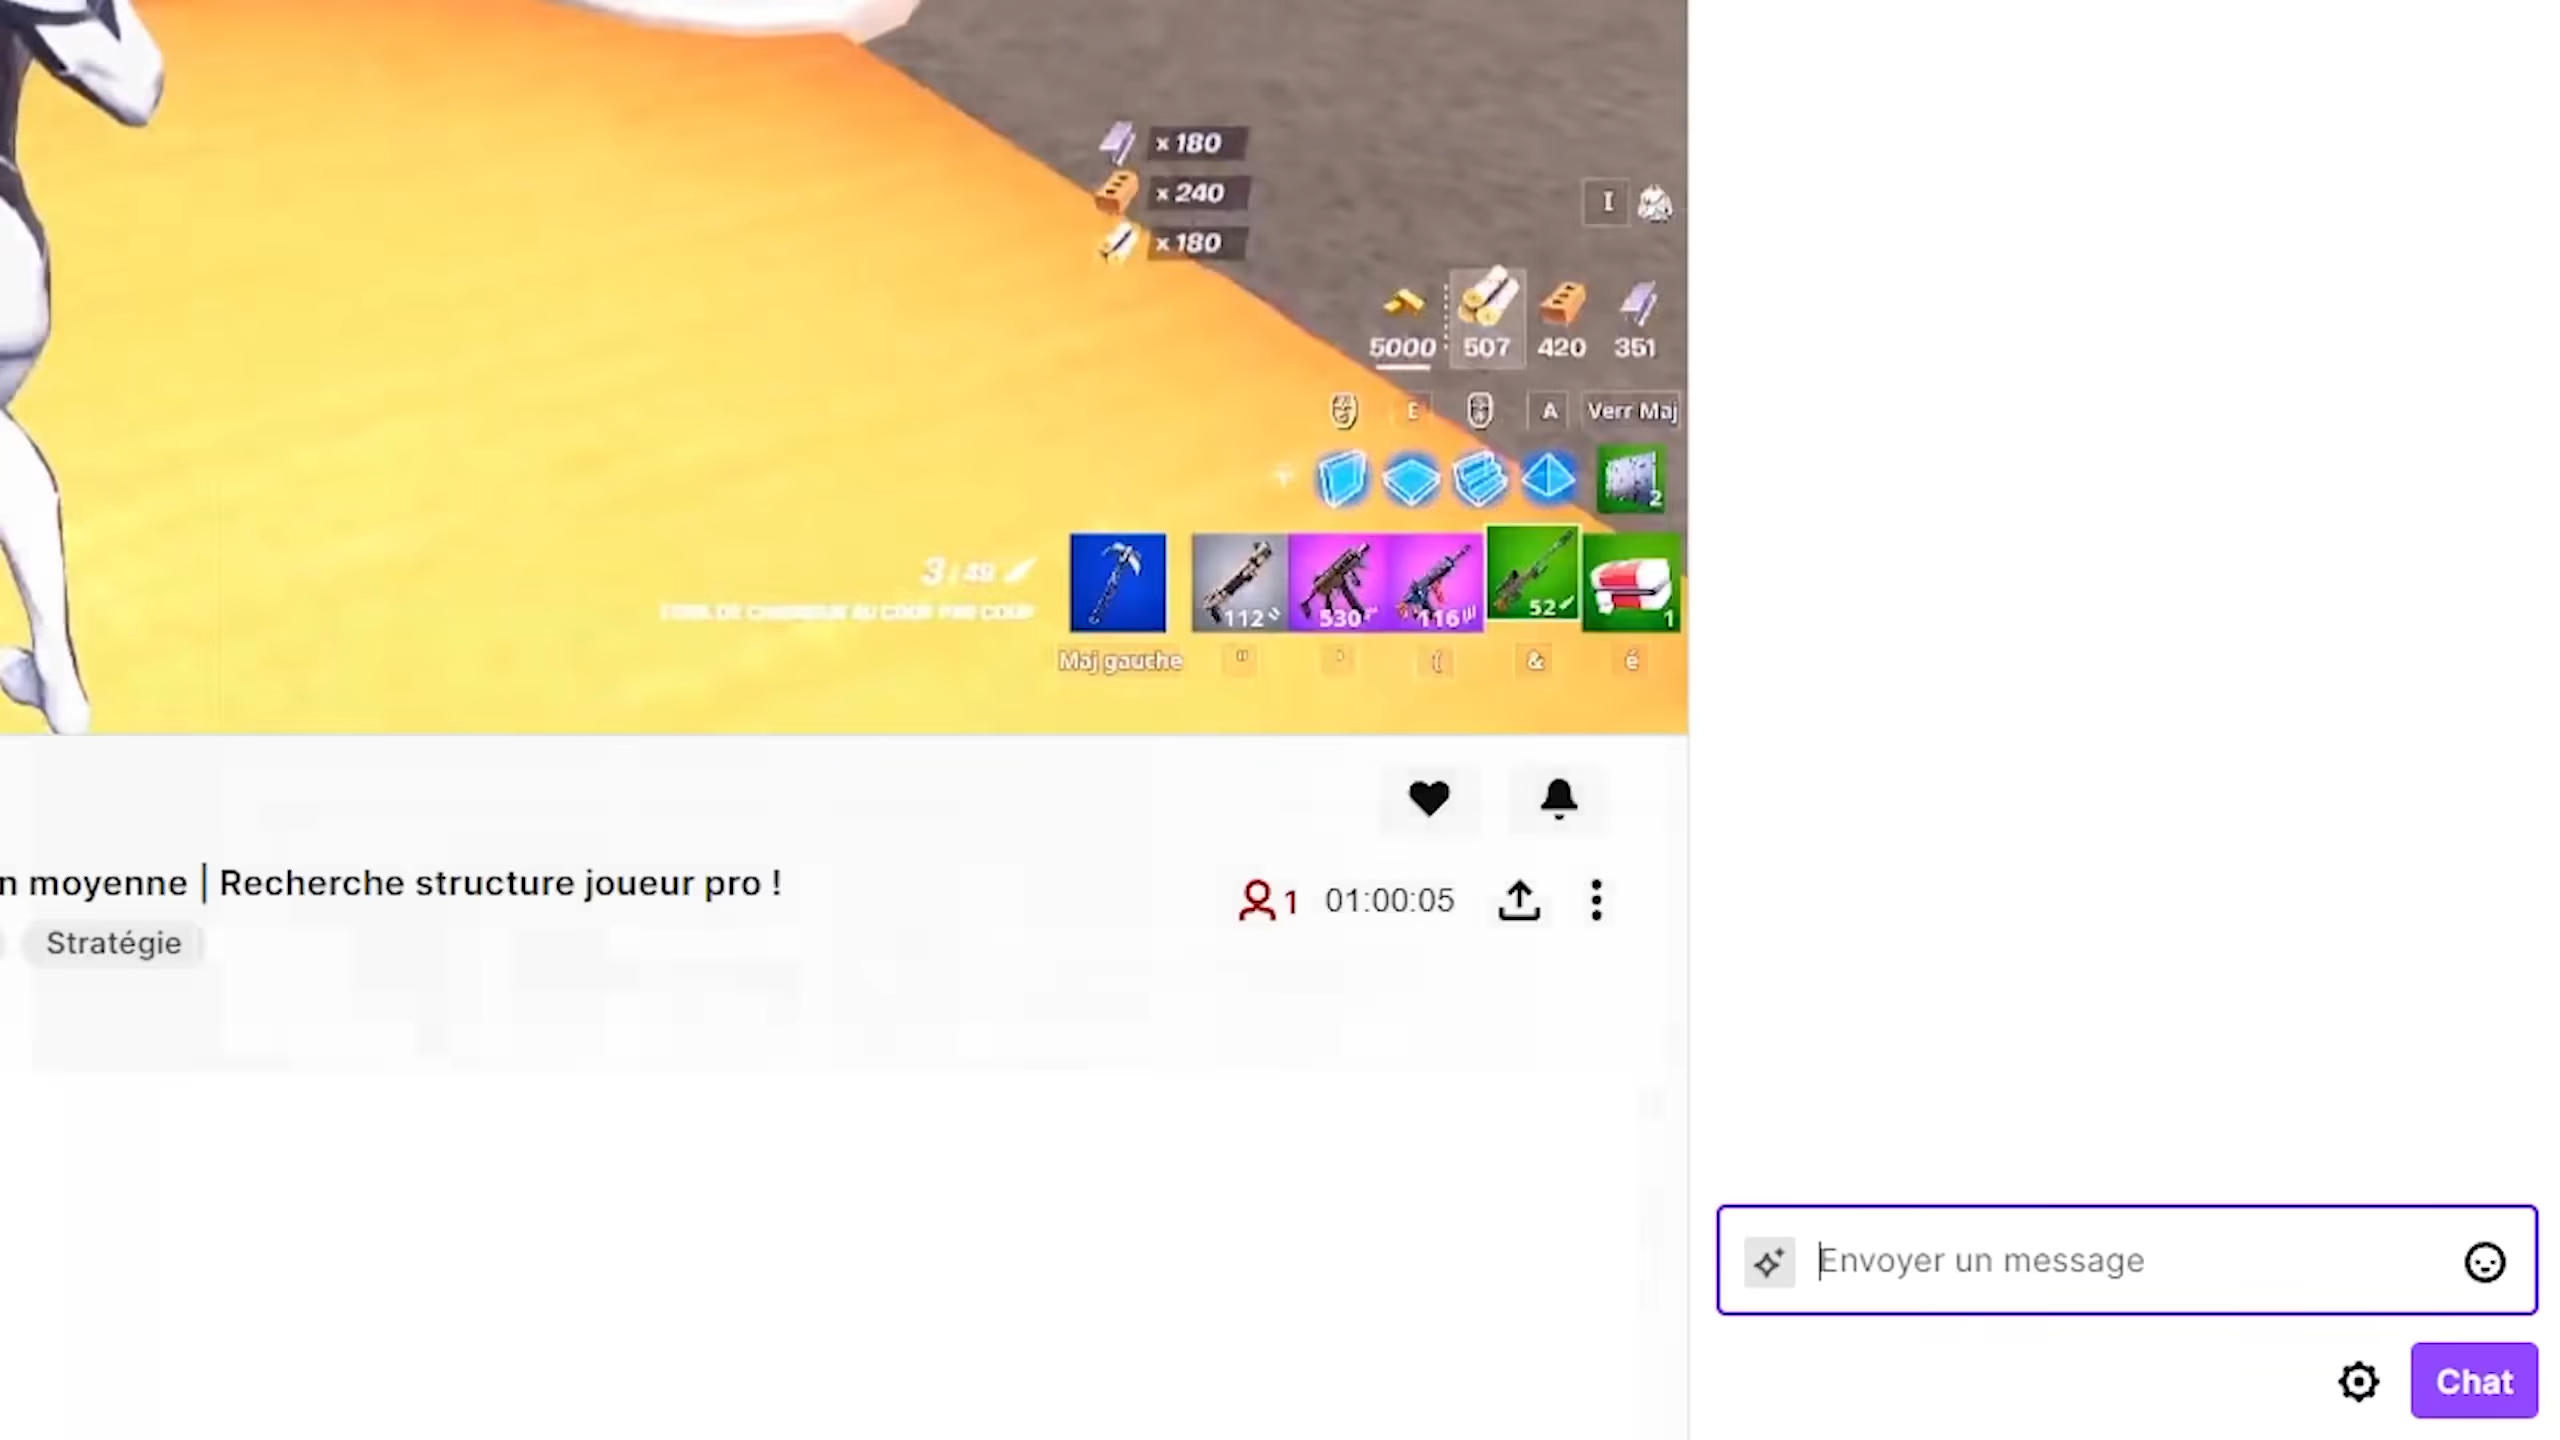 x 180
x 240
x 180
I
5000 507 420 351
E A Verr Maj
2
3 / 49
112 530 116 52 1
Maj gauche " ' ( & é
n moyenne | Recherche structure joueur pro !
1 01:00:05
Stratégie
Envoyer un message
Chat